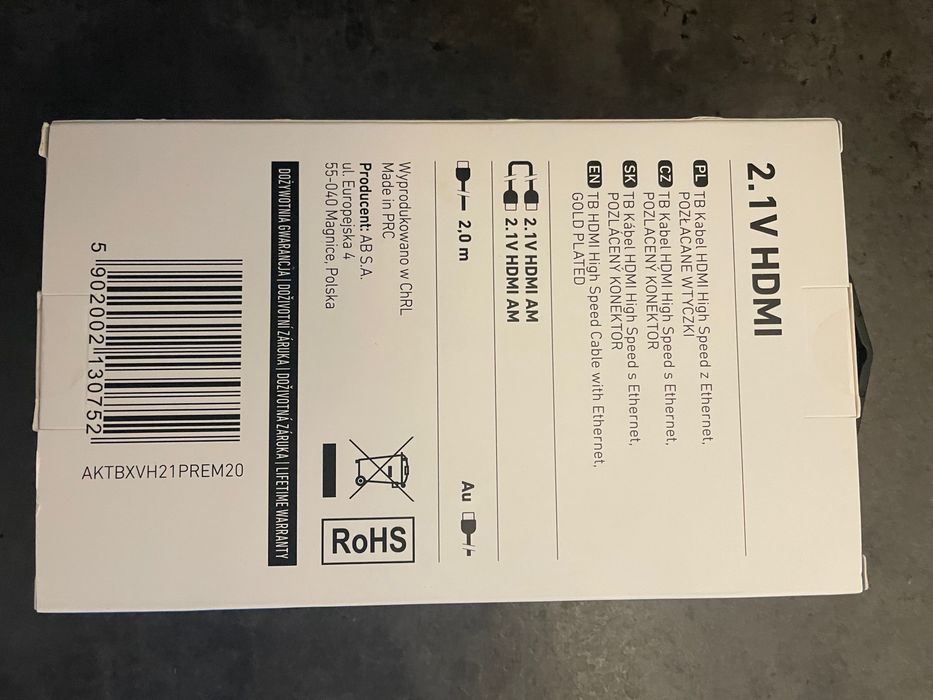 2.1V HDMI
PL TB Kabel HDMI High Speed z Ethernet,
POZŁACANE WTYCZKI
CZ TB Kabel HDMI High Speed s Ethernet,
POZLACENÝ KONEKTOR
SK TB Kábel HDMI High Speed s Ethernet,
POZLACENÝ KONEKTOR
EN TB HDMI High Speed Cable with Ethernet,
GOLD PLATED
2.1V HDMI AM
2.1V HDMI AM
2,0 m
Au
Wyprodukowano w ChRL
Made in PRC
Producent: AB S.A.
ul. Europejska 4
55-040 Magnice, Polska
RoHS
DOŻYWOTNIA GWARANCJA | DOŽIVOTNÍ ZÁRUKA | DOŽIVOTNÁ ZÁRUKA | LIFETIME WARRANTY
5 902002 130752
AKTBXVH21PREM20